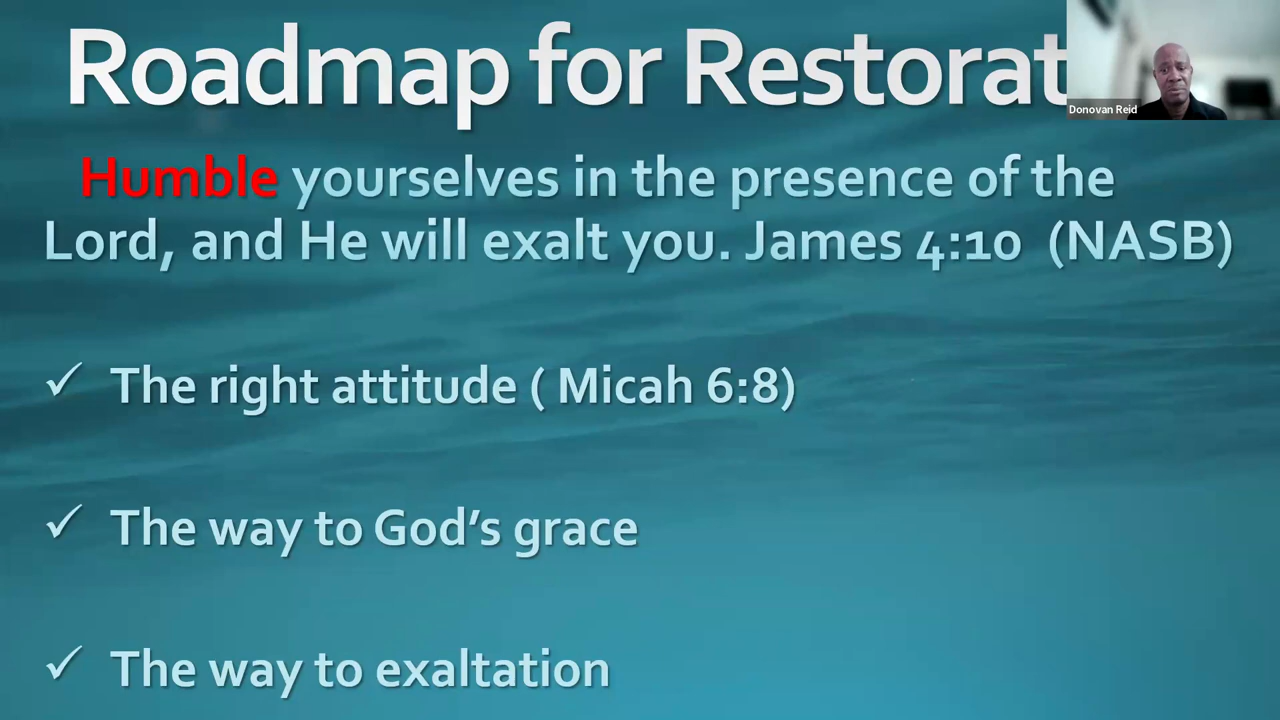 Roadmap for Restorat
Donovan Reid
Humble yourselves in the presence of the
Lord, and He will exalt you. James 4:10 (NASB)
✓ The right attitude ( Micah 6:8)
✓ The way to God’s grace
✓ The way to exaltation